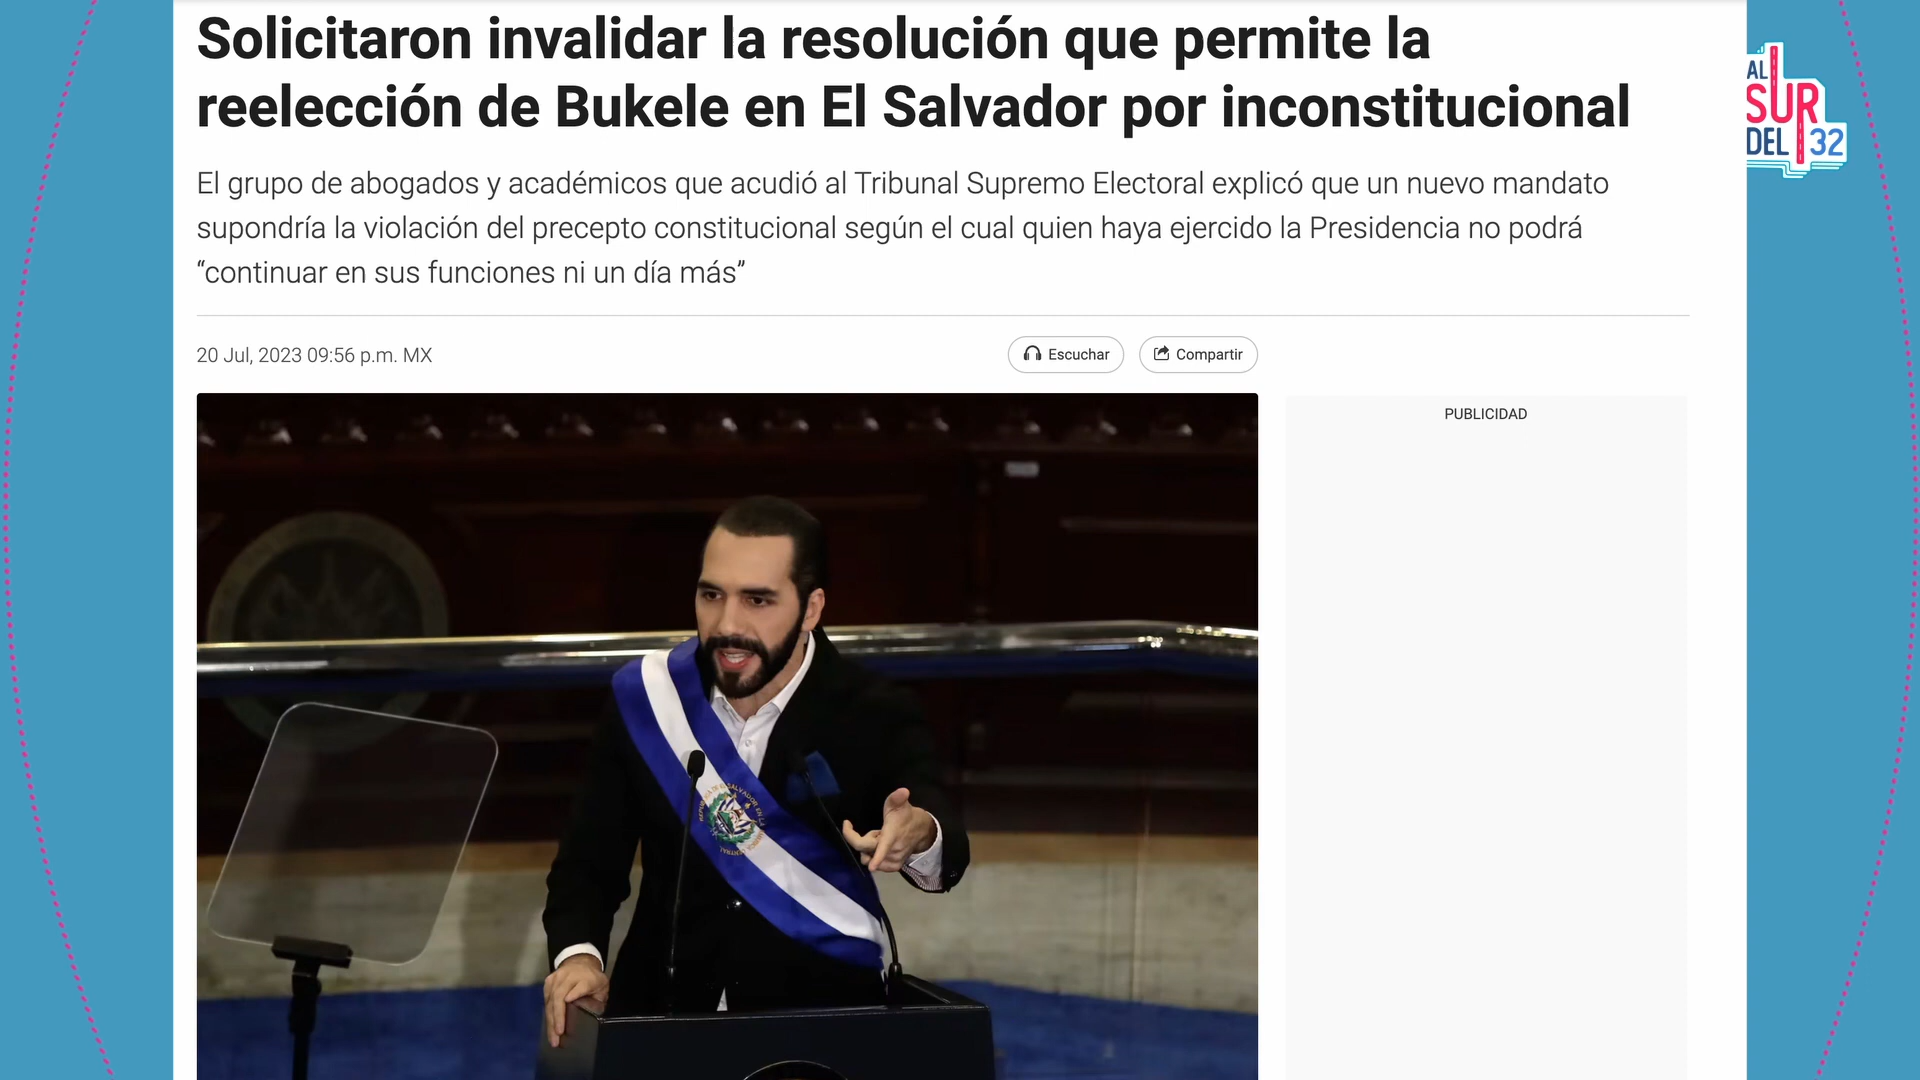 Solicitaron invalidar la resolución que permite la
reelección de Bukele en El Salvador por inconstitucional
AL
SUR
DEL 32
El grupo de abogados y académicos que acudió al Tribunal Supremo Electoral explicó que un nuevo mandato
supondría la violación del precepto constitucional según el cual quien haya ejercido la Presidencia no podrá
“continuar en sus funciones ni un día más”
20 Jul, 2023 09:56 p.m. MX
Escuchar
Compartir
PUBLICIDAD